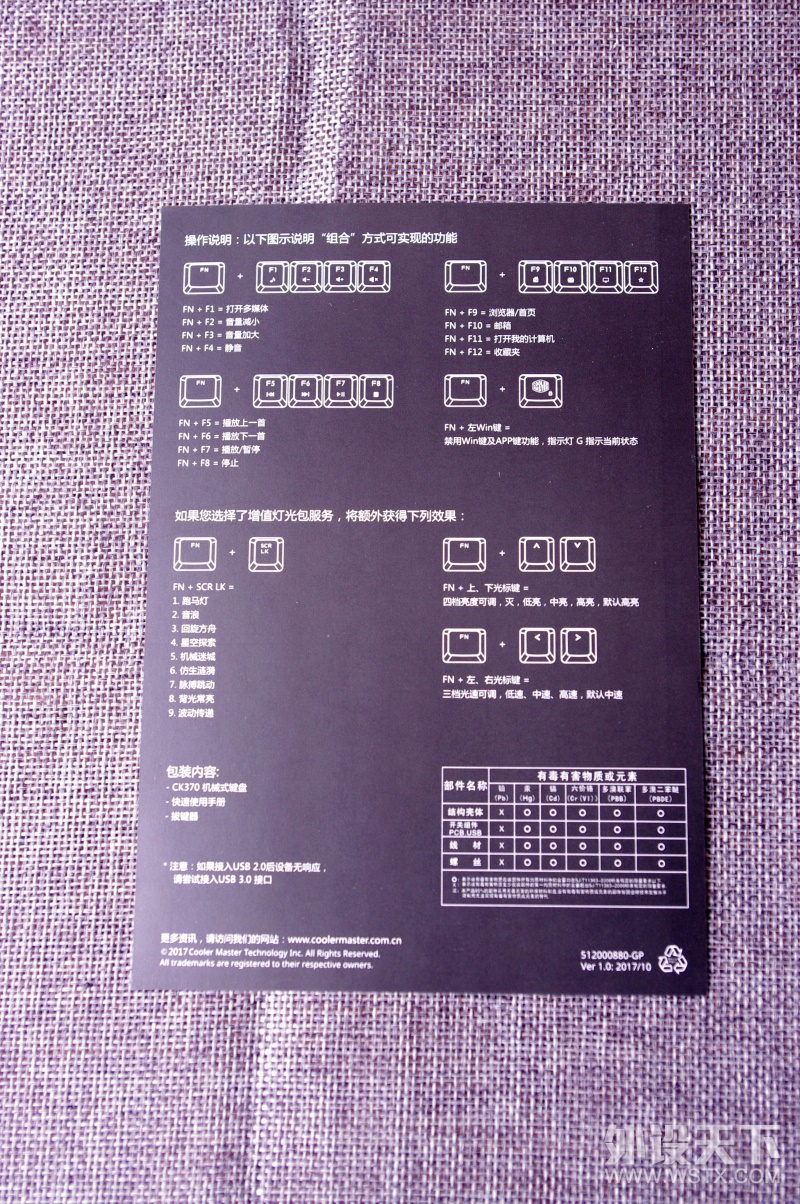 操作说明：以下图示说明“组合”方式可实现的功能
FN + F1 F2 F3 F4
FN + F1 = 打开多媒体
FN + F2 = 音量减小
FN + F3 = 音量加大
FN + F4 = 静音
FN + F9 F10 F11 F12
FN + F9 = 浏览器/首页
FN + F10 = 邮箱
FN + F11 = 打开我的计算机
FN + F12 = 收藏夹
FN + F5 F6 F7 F8
FN + F5 = 播放上一首
FN + F6 = 播放下一首
FN + F7 = 播放/暂停
FN + F8 = 停止
FN +
FN + 左Win键 =
禁用Win键及APP键功能，指示灯 G 指示当前状态
如果您选择了增值灯光包服务，将额外获得下列效果：
FN + SCR LK
FN + SCR LK =
1. 跑马灯
2. 音浪
3. 回旋方舟
4. 星空探索
5. 机械迷城
6. 仿生涟漪
7. 脉搏跳动
8. 背光常亮
9. 波动传递
FN + ∧ ∨
FN + 上、下光标键 =
四档亮度可调，灭，低亮，中亮，高亮，默认高亮
FN + < >
FN + 左、右光标键 =
三档光速可调，低速、中速、高速，默认中速
包装内容:
- CK370 机械式键盘
- 快速使用手册
- 拔键器
* 注意：如果接入USB 2.0后设备无响应，
请尝试接入USB 3.0 接口
部件名称 有毒有害物质或元素
铅 (Pb) 汞 (Hg) 镉 (Cd) 六价铬 (Cr(VI)) 多溴联苯 (PBB) 多溴二苯醚 (PBDE)
结构壳体 X O O O O O
开关组件 PCB.USB X O O O O O
线 材 X O O O O O
螺 丝 X O O O O O
更多资讯，请访问我们的网站：www.coolermaster.com.cn
© 2017 Cooler Master Technology Inc. All Rights Reserved.
All trademarks are registered to their respective owners.
512000880-GP
Ver 1.0: 2017/10
外设天下
WWW.WSTX.COM